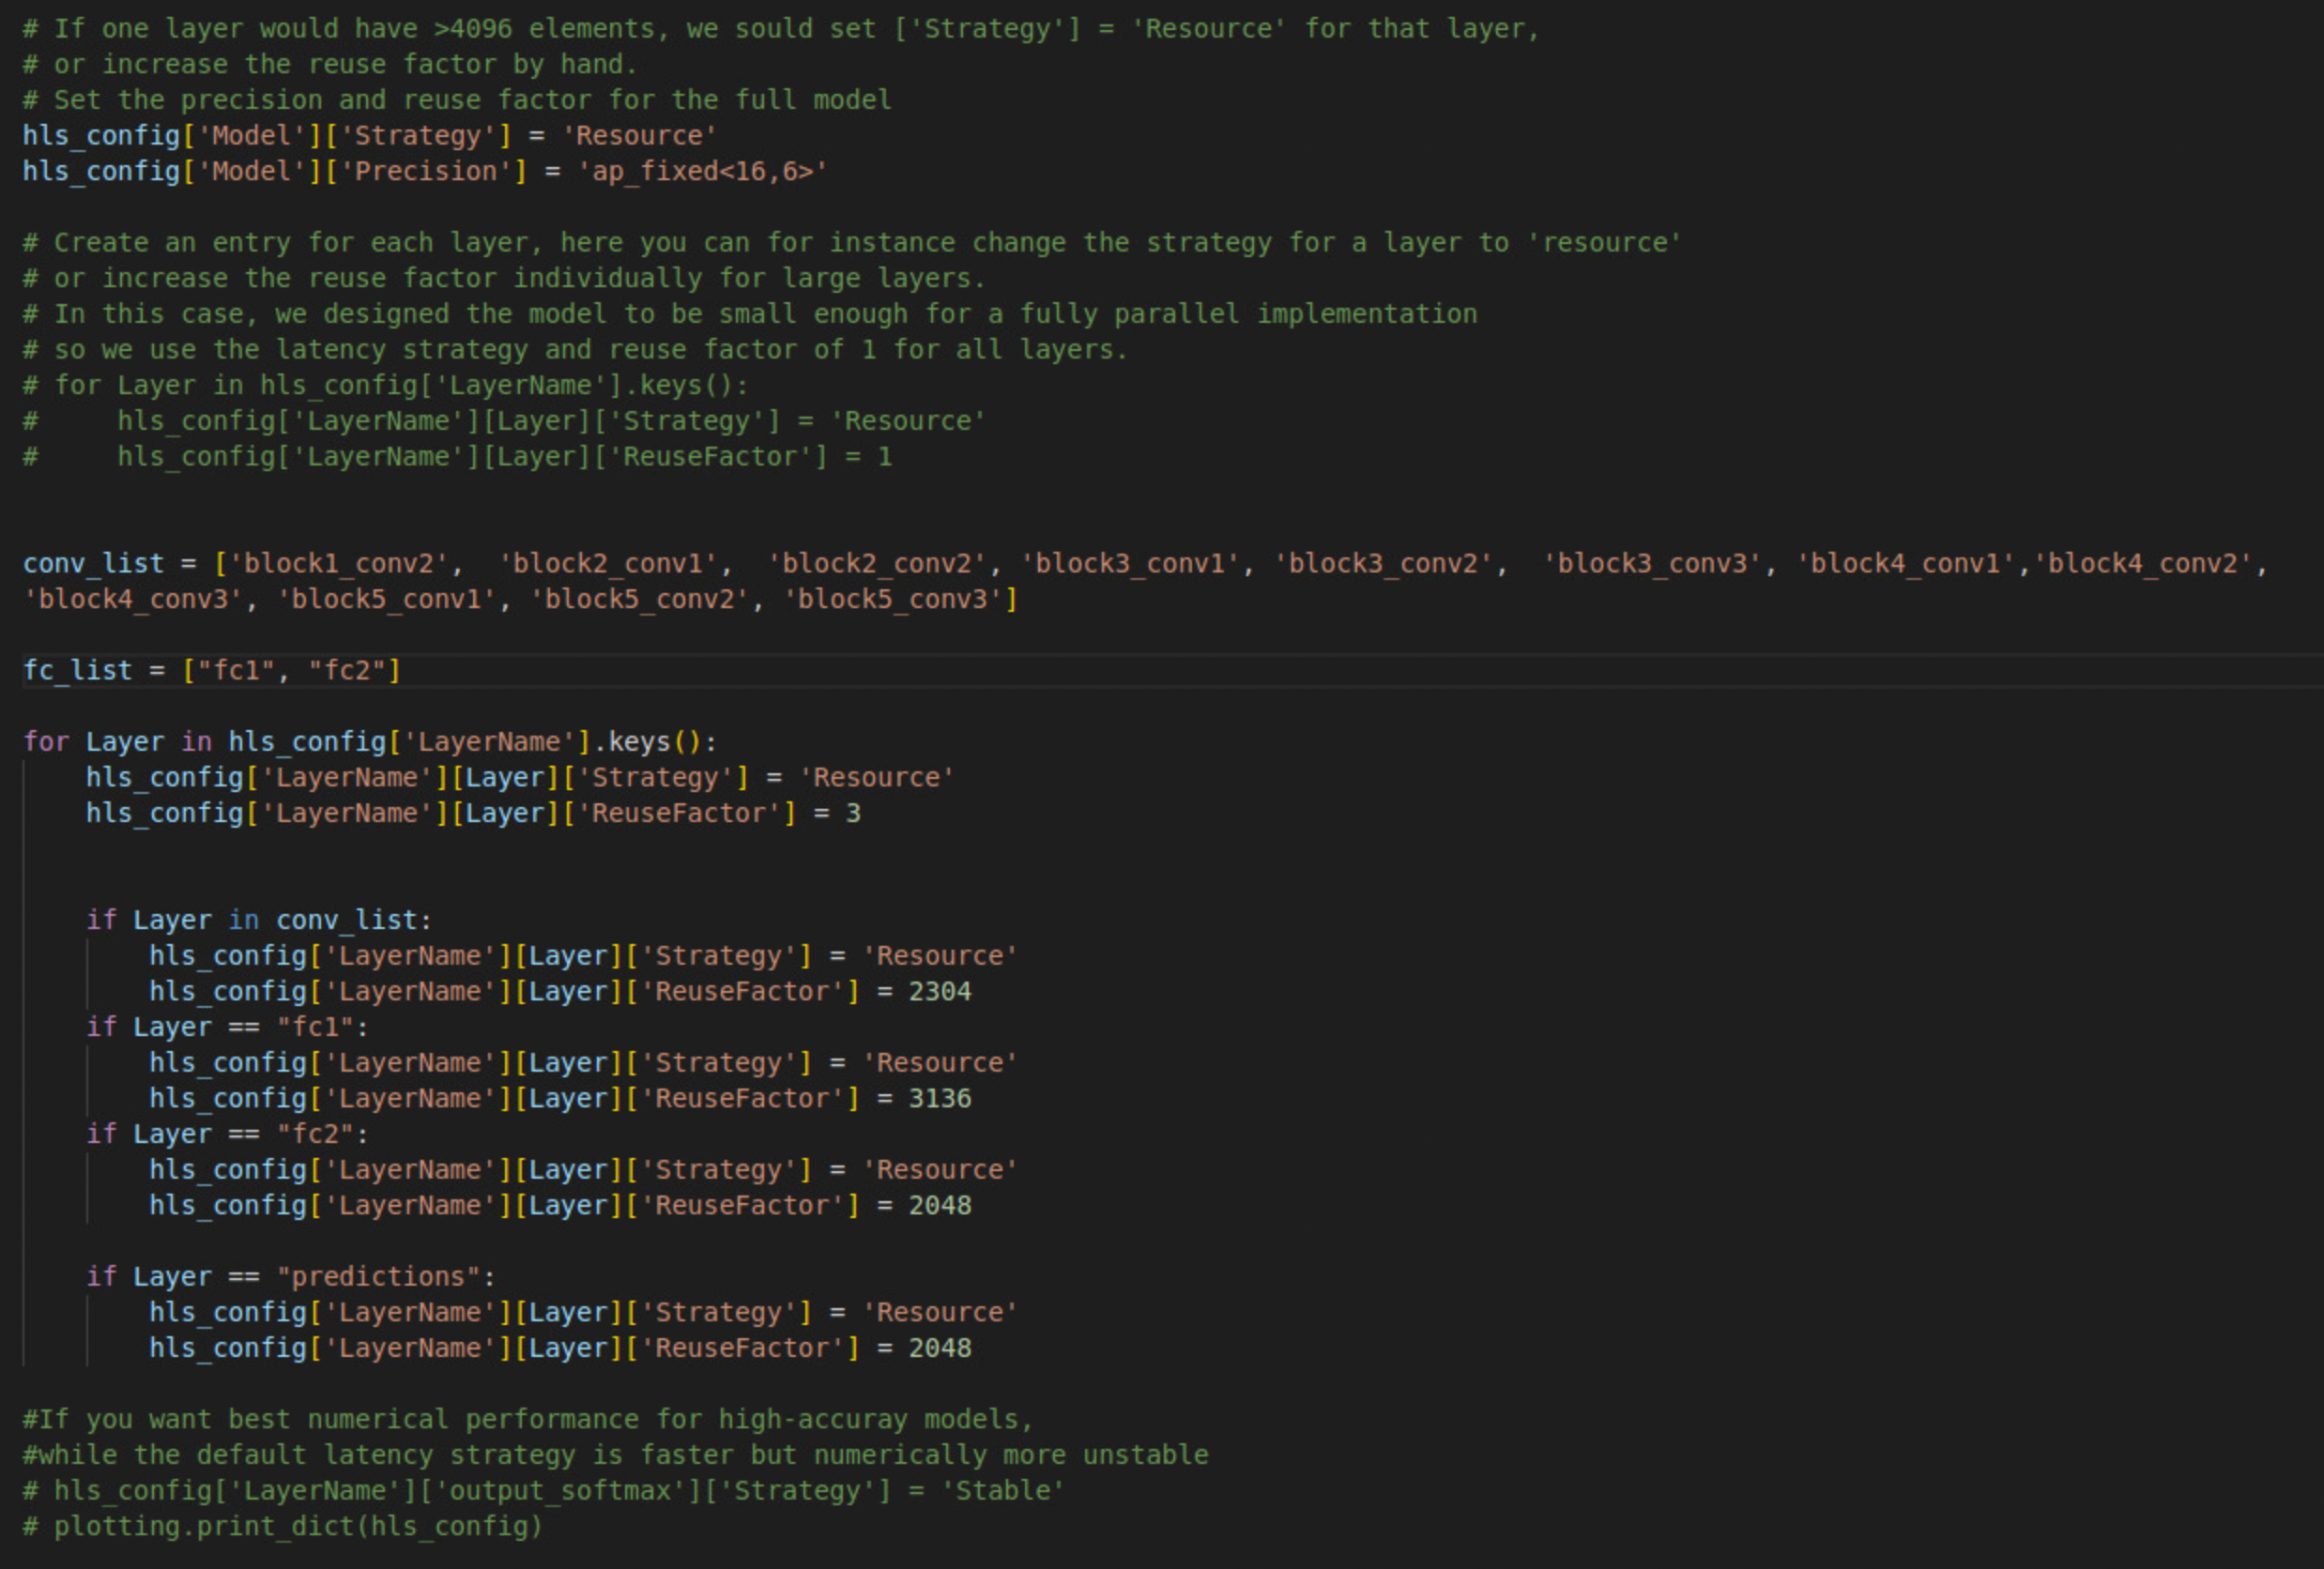 # If one layer would have >4096 elements, we sould set ['Strategy'] = 'Resource' for that layer,
# or increase the reuse factor by hand.
# Set the precision and reuse factor for the full model
hls_config['Model']['Strategy'] = 'Resource'
hls_config['Model']['Precision'] = 'ap_fixed<16,6>'
# Create an entry for each layer, here you can for instance change the strategy for a layer to 'resource'
# or increase the reuse factor individually for large layers.
# In this case, we designed the model to be small enough for a fully parallel implementation
# so we use the latency strategy and reuse factor of 1 for all layers.
# for Layer in hls_config['LayerName'].keys():
#     hls_config['LayerName'][Layer]['Strategy'] = 'Resource'
#     hls_config['LayerName'][Layer]['ReuseFactor'] = 1
conv_list = ['block1_conv2',  'block2_conv1',  'block2_conv2', 'block3_conv1', 'block3_conv2',  'block3_conv3', 'block4_conv1','block4_conv2',
'block4_conv3', 'block5_conv1', 'block5_conv2', 'block5_conv3']
fc_list = ["fc1", "fc2"]
for Layer in hls_config['LayerName'].keys():
    hls_config['LayerName'][Layer]['Strategy'] = 'Resource'
    hls_config['LayerName'][Layer]['ReuseFactor'] = 3
    if Layer in conv_list:
        hls_config['LayerName'][Layer]['Strategy'] = 'Resource'
        hls_config['LayerName'][Layer]['ReuseFactor'] = 2304
    if Layer == "fc1":
        hls_config['LayerName'][Layer]['Strategy'] = 'Resource'
        hls_config['LayerName'][Layer]['ReuseFactor'] = 3136
    if Layer == "fc2":
        hls_config['LayerName'][Layer]['Strategy'] = 'Resource'
        hls_config['LayerName'][Layer]['ReuseFactor'] = 2048
    if Layer == "predictions":
        hls_config['LayerName'][Layer]['Strategy'] = 'Resource'
        hls_config['LayerName'][Layer]['ReuseFactor'] = 2048
#If you want best numerical performance for high-accuray models,
#while the default latency strategy is faster but numerically more unstable
# hls_config['LayerName']['output_softmax']['Strategy'] = 'Stable'
# plotting.print_dict(hls_config)